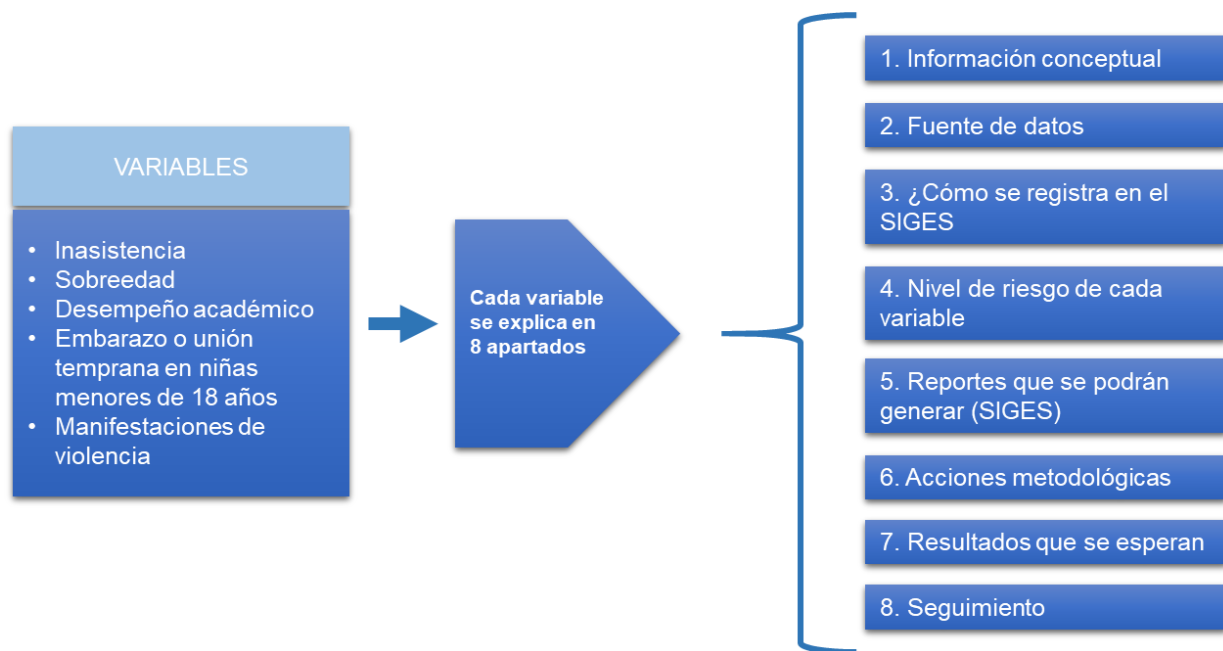 VARIABLES
• Inasistencia
• Sobreedad
• Desempeño académico
• Embarazo o unión
temprana en niñas
menores de 18 años
• Manifestaciones de
violencia
Cada variable
se explica en
8 apartados
1. Información conceptual
2. Fuente de datos
3. ¿Cómo se registra en el
SIGES
4. Nivel de riesgo de cada
variable
5. Reportes que se podrán
generar (SIGES)
6. Acciones metodológicas
7. Resultados que se esperan
8. Seguimiento